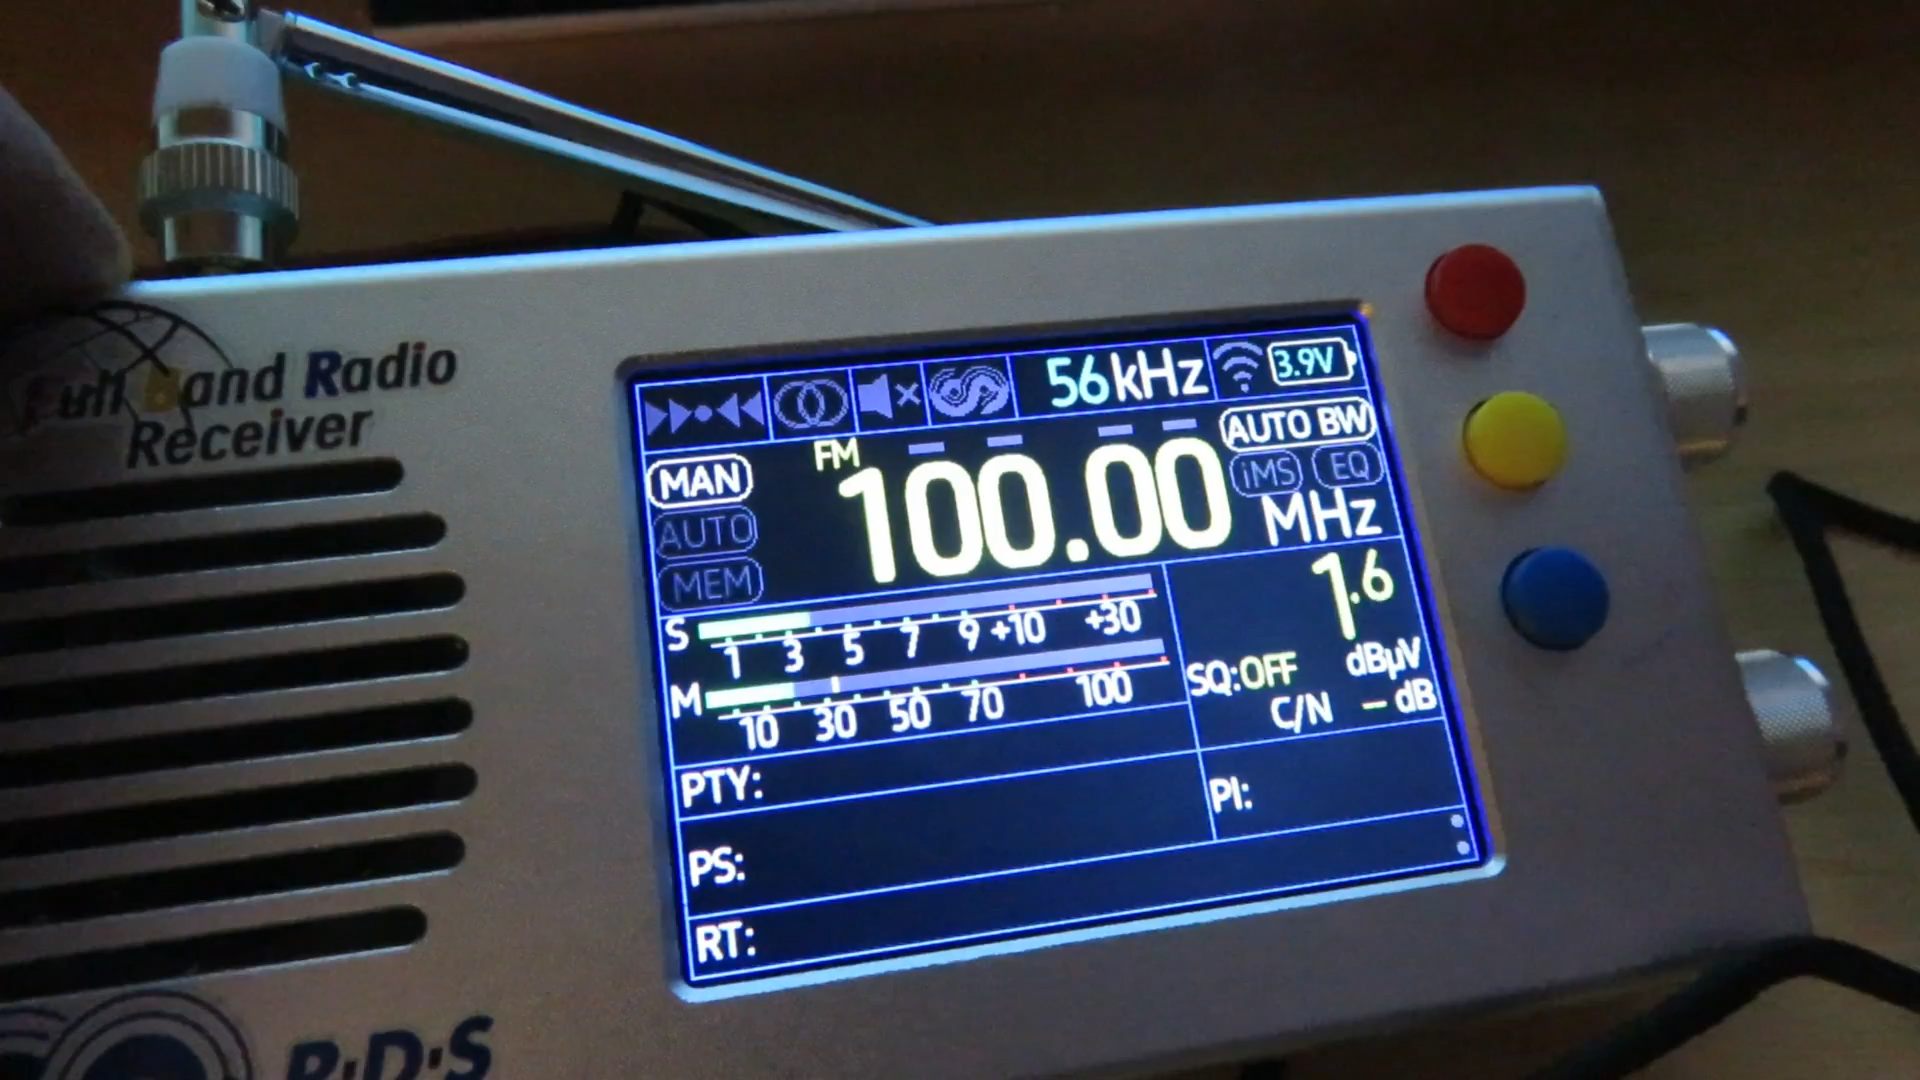 Full Band Radio
Receiver
56kHz 3.9V
AUTO BW
FM
MAN
100.00
iMS EQ
AUTO
MHz
MEM
1.6
S
1 3 5 7 9 +10 +30
dBµV
SQ:OFF
M
10 30 50 70 100
C/N – dB
PTY:
PI:
PS:
RT:
R·D·S